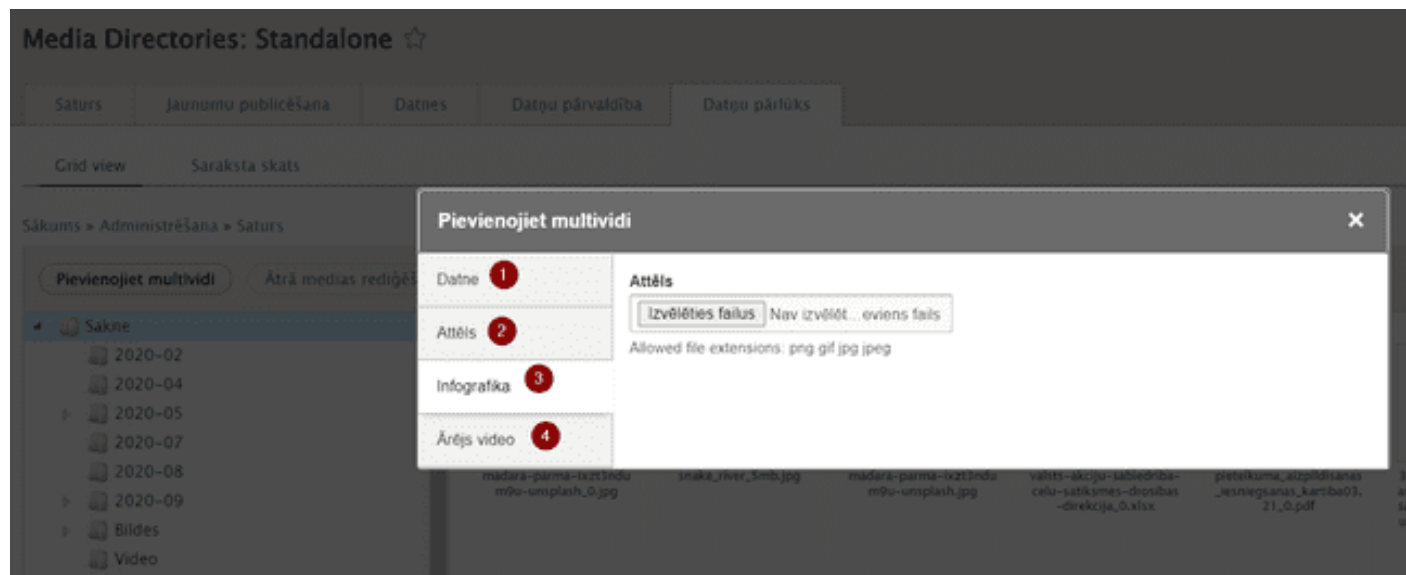 Media Directories: Standalone
Saturs Jaunumu publicēšana Datnes Datņu pārvaldība Datņu pārlūks
Grid view Saraksta skats
Sākums » Administrēšana » Saturs
Pievienojiet multividi
Ātrā medias rediģēš
Sakne
2020-02
2020-04
2020-05
2020-07
2020-08
2020-09
Bildes
Video
Pievienojiet multividi ×
Datne 1
Attēls 2
Infografika 3
Ārējs video 4
Attēls
Izvēlēties failus Nav izvēlēt...eviens fails
Allowed file extensions: png gif jpg jpeg
madara-parma-ixzt3ndu
m9u-unsplash_0.jpg
snake_river_5mb.jpg
madara-parma-ixzt3ndu
m9u-unsplash.jpg
valsts-akciju-sabiedriba-
celu-satiksmes-drosibas
-direkcija_0.xlsx
pieteikuma_aizpildisanas
_iesniegsanas_kartiba03.
21_0.pdf